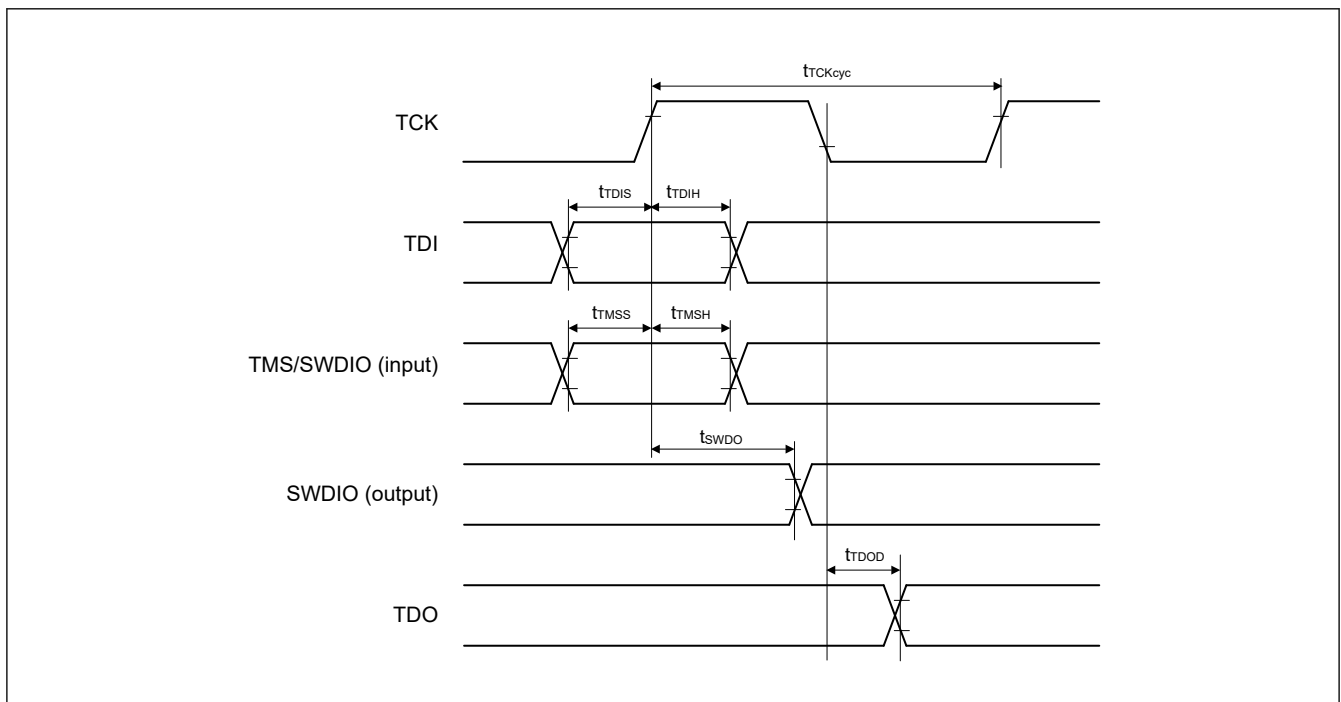 tTCKcyc
TCK
tTDIS tTDIH
TDI
tTMSS tTMSH
TMS/SWDIO (input)
tSWDO
SWDIO (output)
tTDOD
TDO